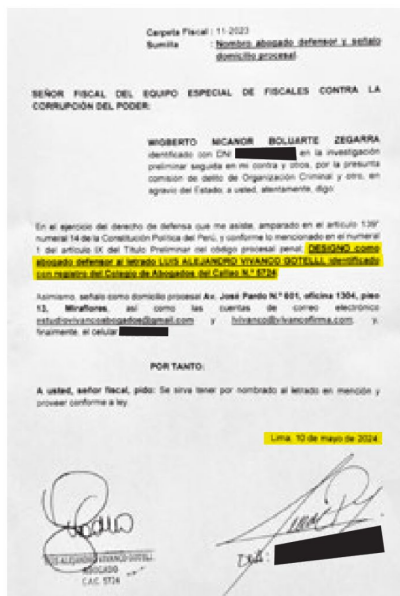 Carpeta Fiscal : 11-2023
Sumilla : Nombro abogado defensor y señalo
domicilio procesal.
SEÑOR FISCAL DEL EQUIPO ESPECIAL DE FISCALES CONTRA LA
CORRUPCIÓN DEL PODER:
WIGBERTO NICANOR BOLUARTE ZEGARRA
identificado con DNI en la investigación
preliminar seguida en mi contra y otros, por la presunta
comisión de delito de Organización Criminal y otro, en
agravio del Estado; a usted, atentamente, digo:
En el ejercicio del derecho de defensa que me asiste, amparado en el artículo 139°
numeral 14 de la Constitución Política del Perú, y conforme lo mencionado en el numeral
1 del artículo IX del Título Preliminar del código procesal penal; DESIGNO como
abogado defensor al letrado LUIS ALEJANDRO VIVANCO GOTELLI, identificado
con registro del Colegio de Abogados del Callao N.° 5724
Asimismo, señalo como domicilio procesal Av. José Pardo N.° 601, oficina 1304, piso
13, Miraflores, así como las cuentas de correo electrónico
estudiovivancoabogados@gmail.com y lvivanco@vivancofirma.com; y,
finalmente, el celular
POR TANTO:
A usted, señor fiscal, pido: Se sirva tener por nombrado al letrado en mención y
proveer conforme a ley.
Lima, 10 de mayo de 2024
LUIS ALEJANDRO VIVANCO GOTELLI
ABOGADO
C.A.C. 5724